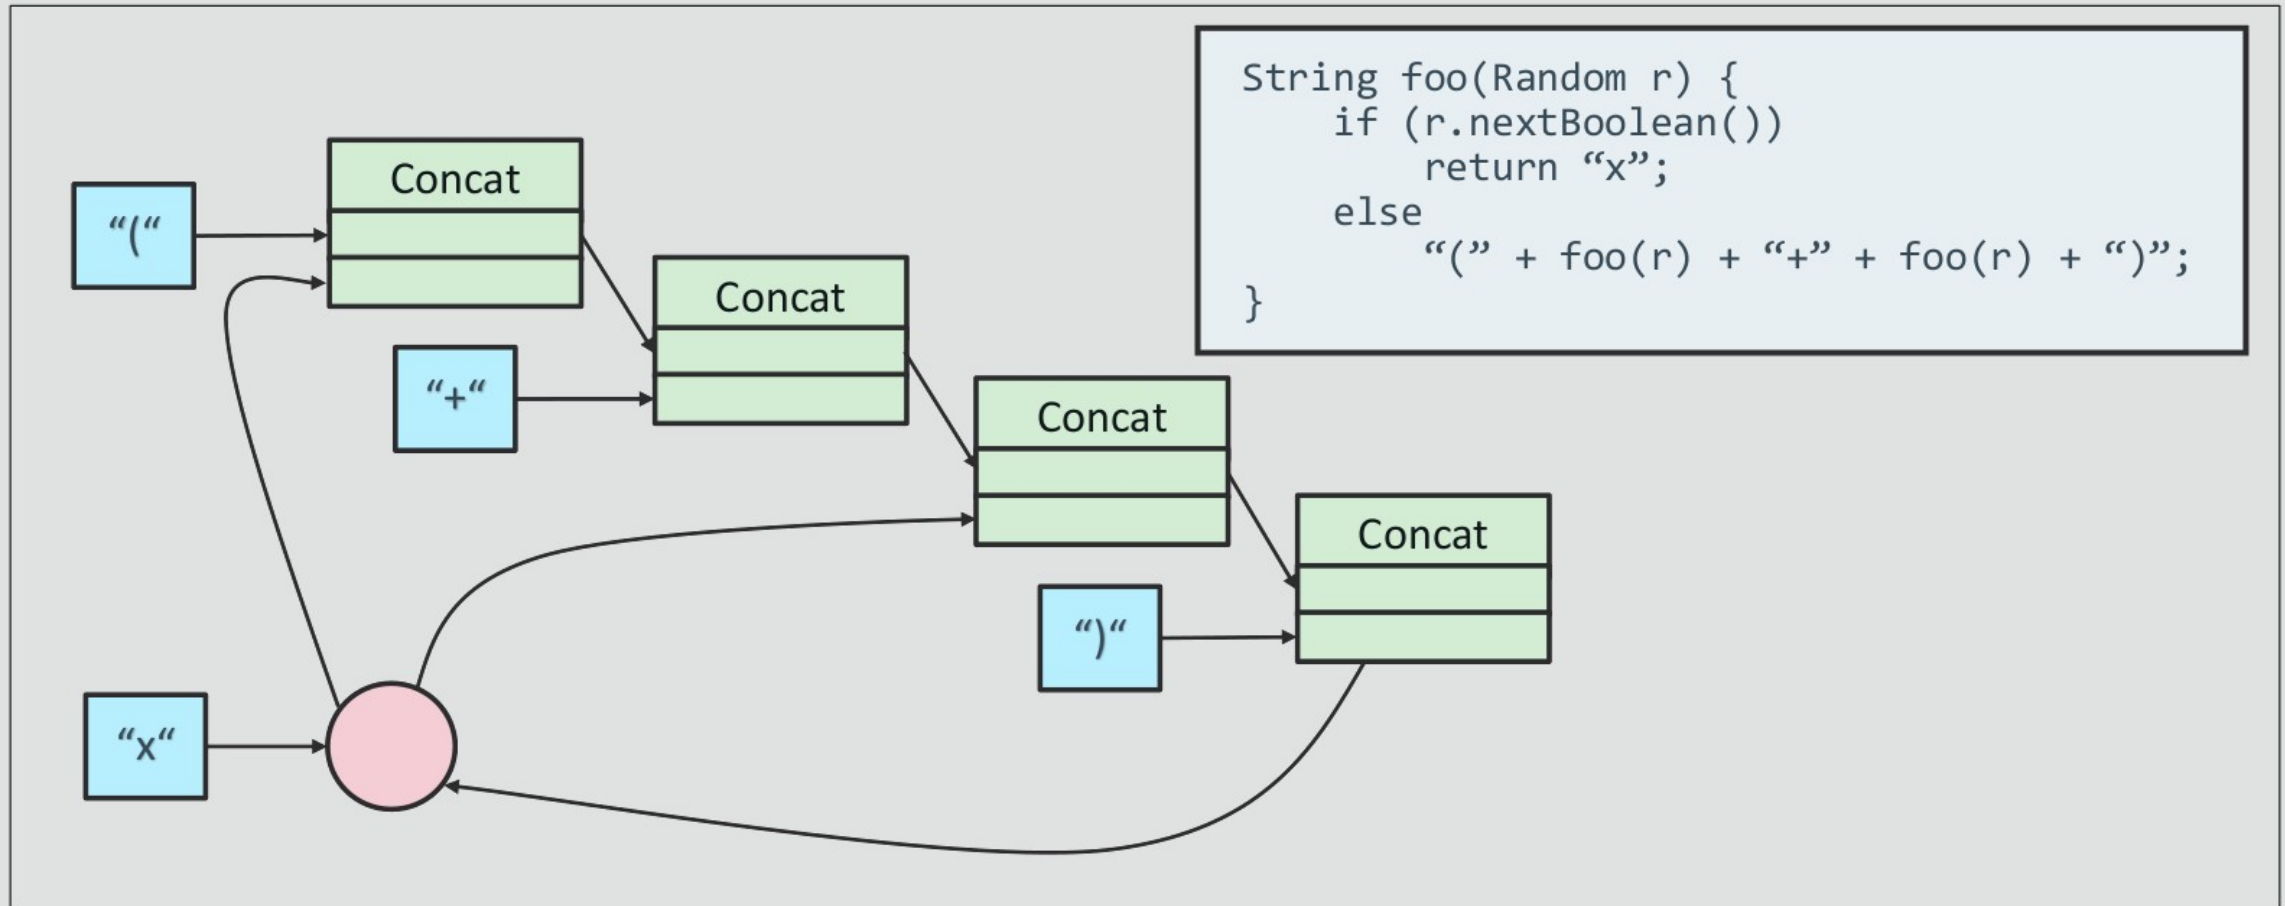 String foo(Random r) {
    if (r.nextBoolean())
        return “x”;
    else
        “(” + foo(r) + “+” + foo(r) + “)”;
}
Concat
“(“
Concat
“+“
Concat
Concat
“)“
“x“